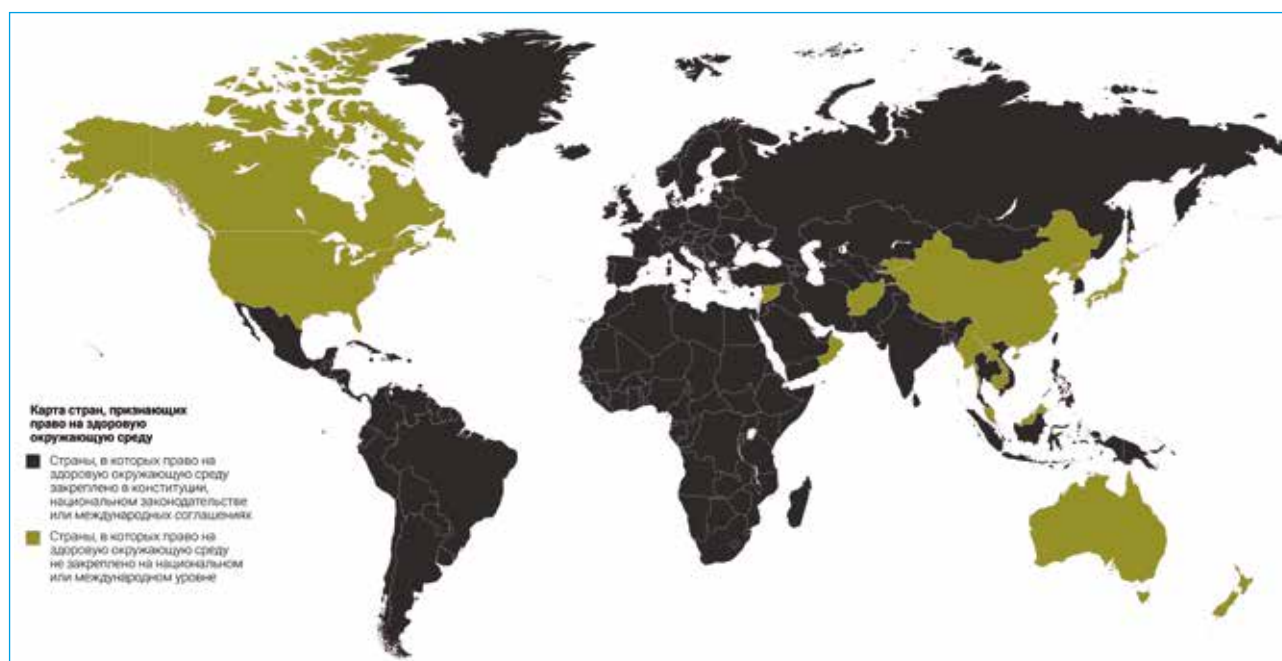 Карта стран, признающих
право на здоровую
окружающую среду
Страны, в которых право на
здоровую окружающую среду
закреплено в конституции,
национальном законодательстве
или международных соглашениях
Страны, в которых право на
здоровую окружающую среду
не закреплено на национальном
или международном уровне